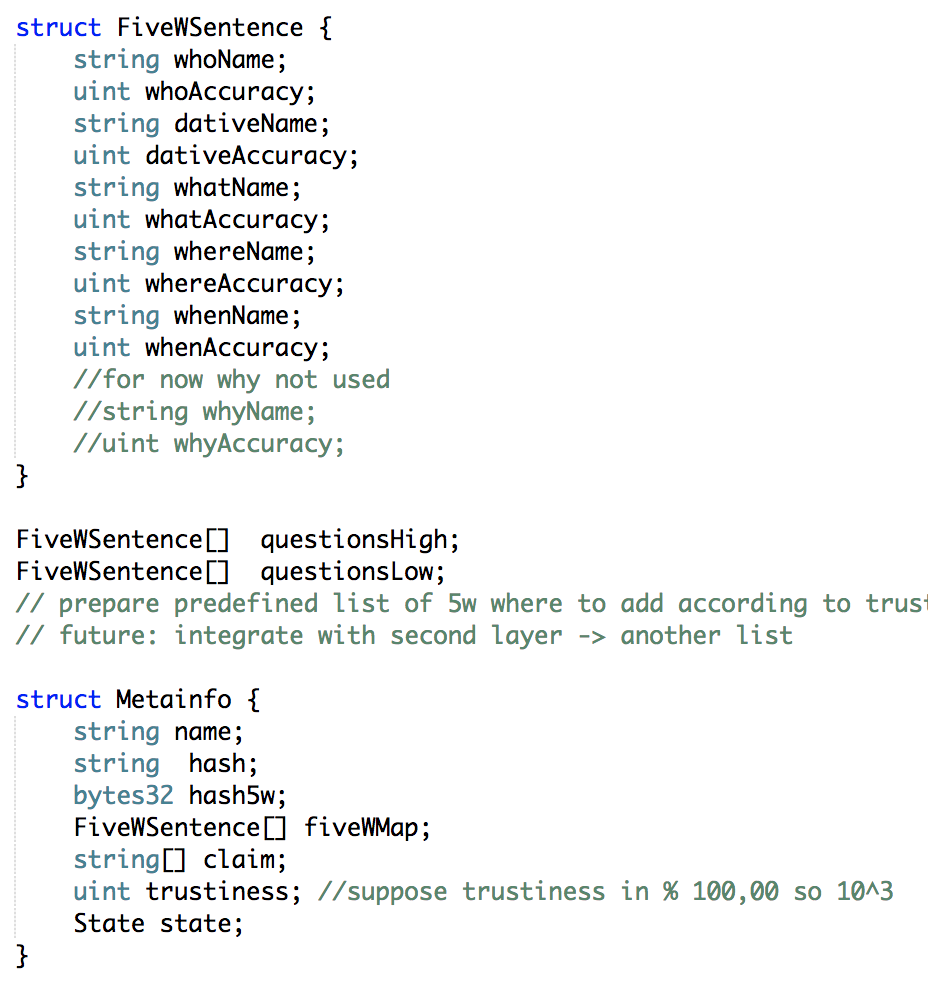 struct FiveWSentence {
    string whoName;
    uint whoAccuracy;
    string dativeName;
    uint dativeAccuracy;
    string whatName;
    uint whatAccuracy;
    string whereName;
    uint whereAccuracy;
    string whenName;
    uint whenAccuracy;
    //for now why not used
    //string whyName;
    //uint whyAccuracy;
}

FiveWSentence[]  questionsHigh;
FiveWSentence[]  questionsLow;
// prepare predefined list of 5w where to add according to trust
// future: integrate with second layer -> another list

struct Metainfo {
    string name;
    string  hash;
    bytes32 hash5w;
    FiveWSentence[] fiveWMap;
    string[] claim;
    uint trustiness; //suppose trustiness in % 100,00 so 10^3
    State state;
}